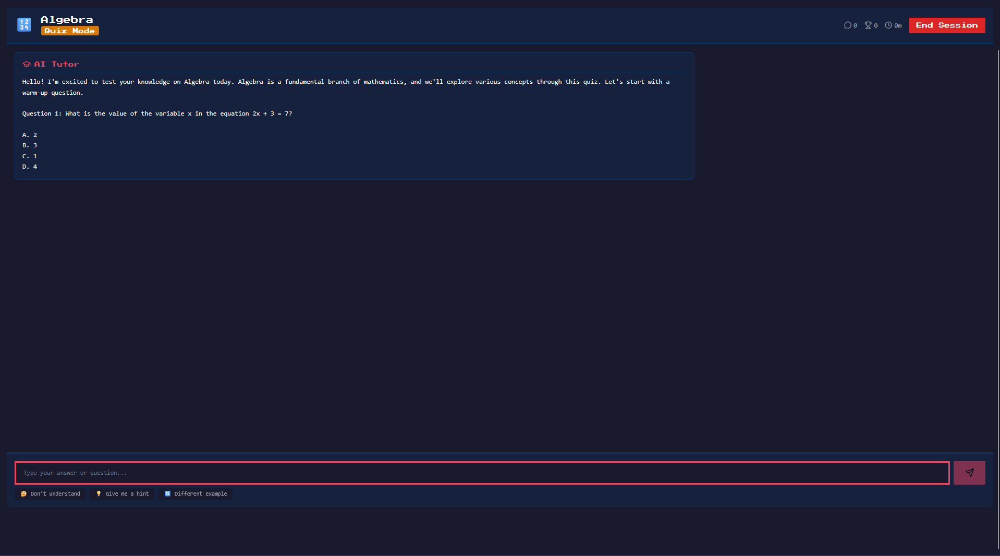 Algebra
Quiz Mode
0 0 0m End Session
AI Tutor
Hello! I'm excited to test your knowledge on Algebra today. Algebra is a fundamental branch of mathematics, and we'll explore various concepts through this quiz. Let's start with a
warm-up question.
Question 1: What is the value of the variable x in the equation 2x + 3 = 7?
A. 2
B. 3
C. 1
D. 4
Type your answer or question...
Don't understand Give me a hint Different example